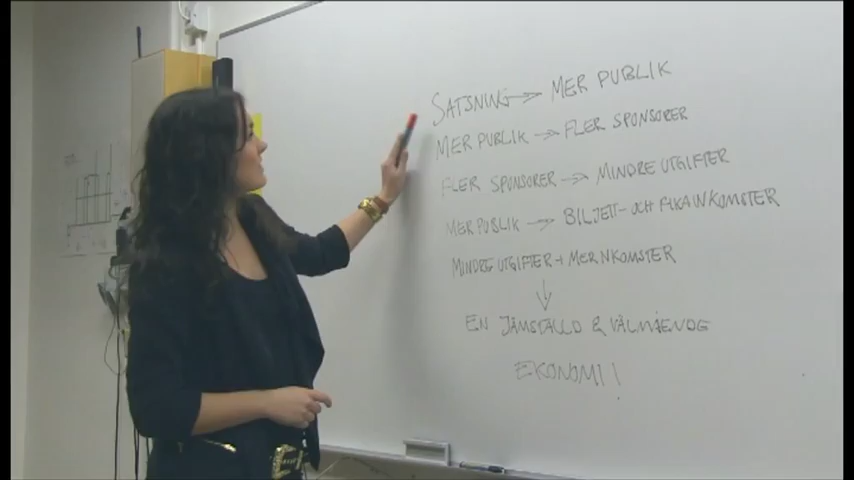 SATSNING → MER PUBLIK
MER PUBLIK → FLER SPONSORER
FLER SPONSORER → MINDRE UTGIFTER
MER PUBLIK → BILJETT- OCH FIKAINKOMSTER
MINDRE UTGIFTER + MER INKOMSTER
↓
EN JÄMSTÄLLD & VÄLMÅENDE
EKONOMI!